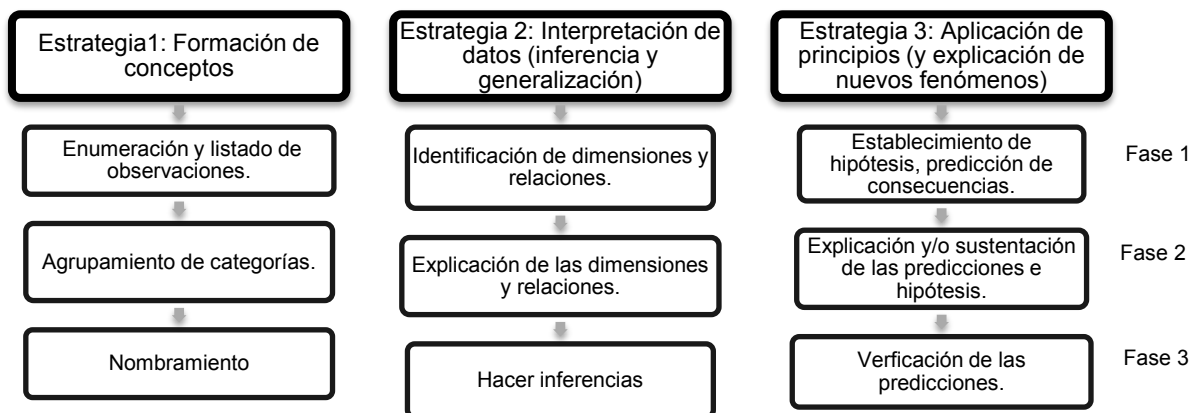 Estrategia1: Formación de
conceptos
Enumeración y listado de
observaciones.
Agrupamiento de categorías.
Nombramiento
Estrategia 2: Interpretación de
datos (inferencia y
generalización)
Identificación de dimensiones y
relaciones.
Explicación de las dimensiones
y relaciones.
Hacer inferencias
Estrategia 3: Aplicación de
principios (y explicación de
nuevos fenómenos)
Establecimiento de
hipótesis, predicción de
consecuencias.
Explicación y/o sustentación
de las predicciones e
hipótesis.
Verficación de las
predicciones.
Fase 1
Fase 2
Fase 3